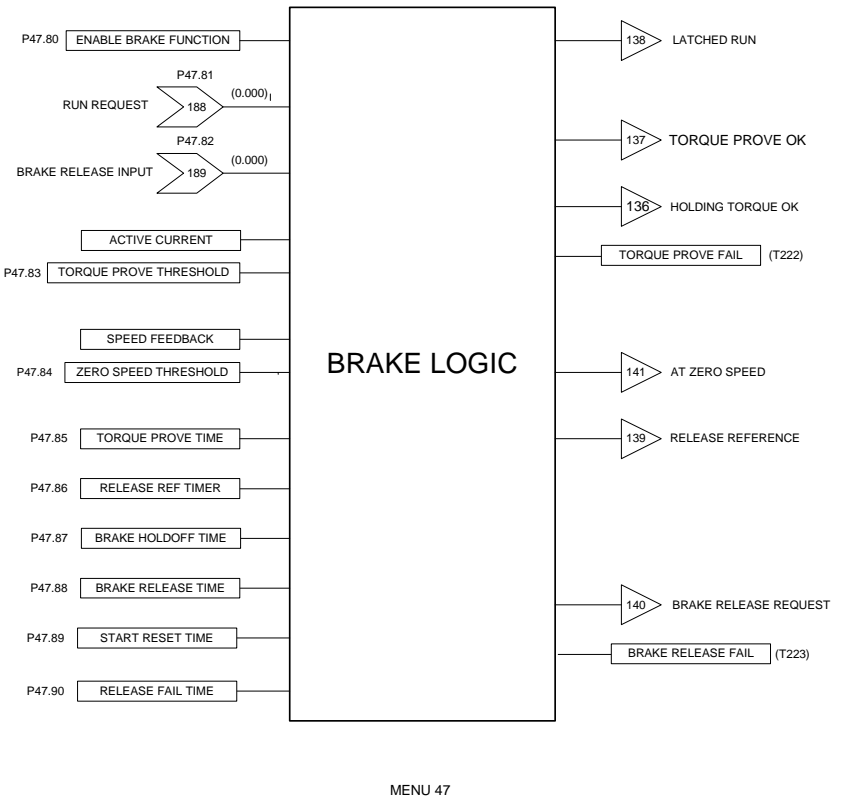 P47.80 ENABLE BRAKE FUNCTION
138 LATCHED RUN
P47.81
RUN REQUEST 188 (0.000)
P47.82
137 TORQUE PROVE OK
BRAKE RELEASE INPUT 189 (0.000)
136 HOLDING TORQUE OK
ACTIVE CURRENT
TORQUE PROVE FAIL (T222)
P47.83 TORQUE PROVE THRESHOLD
SPEED FEEDBACK
BRAKE LOGIC
P47.84 ZERO SPEED THRESHOLD
141 AT ZERO SPEED
P47.85 TORQUE PROVE TIME
139 RELEASE REFERENCE
P47.86 RELEASE REF TIMER
P47.87 BRAKE HOLDOFF TIME
P47.88 BRAKE RELEASE TIME
140 BRAKE RELEASE REQUEST
P47.89 START RESET TIME
BRAKE RELEASE FAIL (T223)
P47.90 RELEASE FAIL TIME
MENU 47